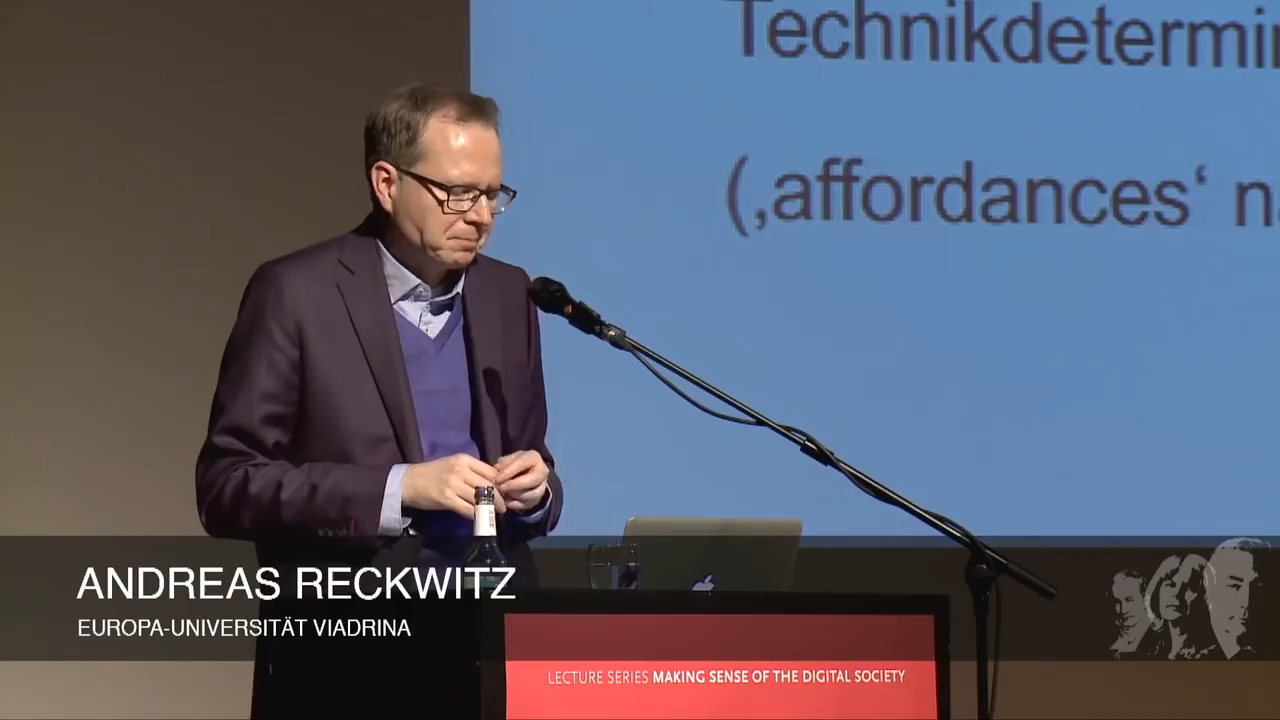 Technikdetermi
(‚affordances‘ n
ANDREAS RECKWITZ
EUROPA-UNIVERSITÄT VIADRINA
LECTURE SERIES MAKING SENSE OF THE DIGITAL SOCIETY